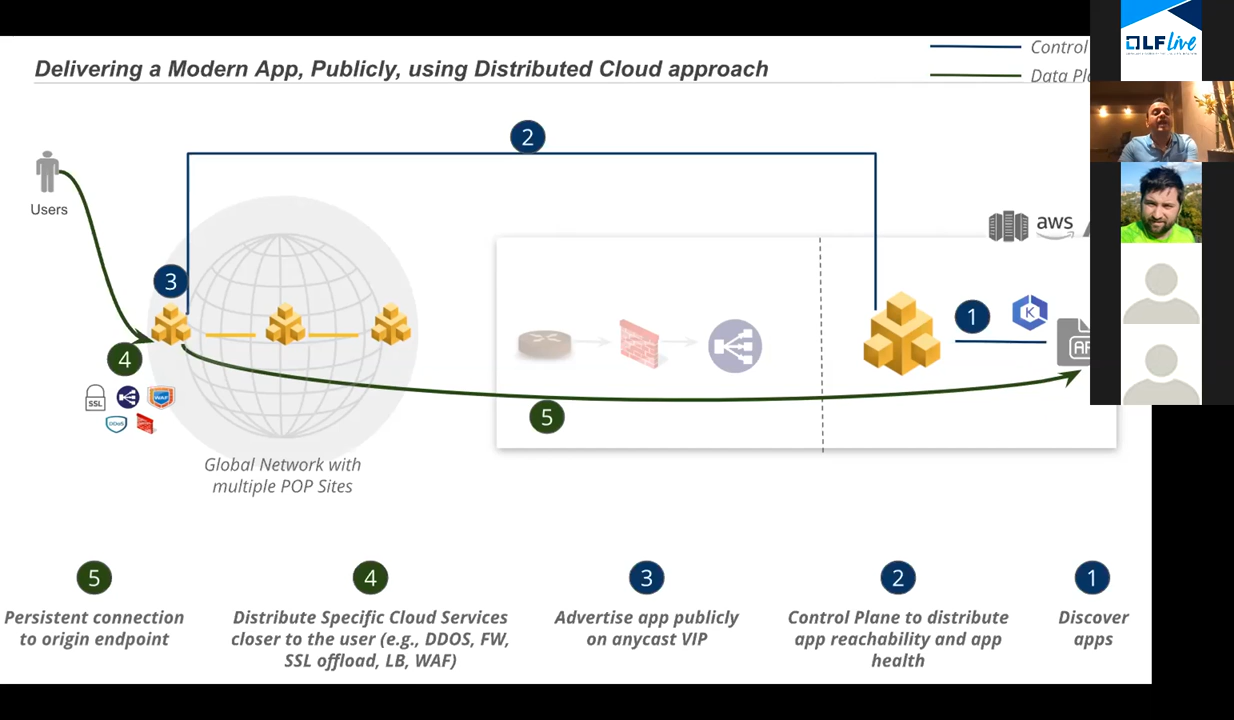 Delivering a Modern App, Publicly, using Distributed Cloud approach
Control
Data Pla
LF Live
2
Users
aws
3
1
K
4
SSL
WAF
DDoS
5
Global Network with
multiple POP Sites
5
Persistent connection
to origin endpoint
4
Distribute Specific Cloud Services
closer to the user (e.g., DDOS, FW,
SSL offload, LB, WAF)
3
Advertise app publicly
on anycast VIP
2
Control Plane to distribute
app reachability and app
health
1
Discover
apps